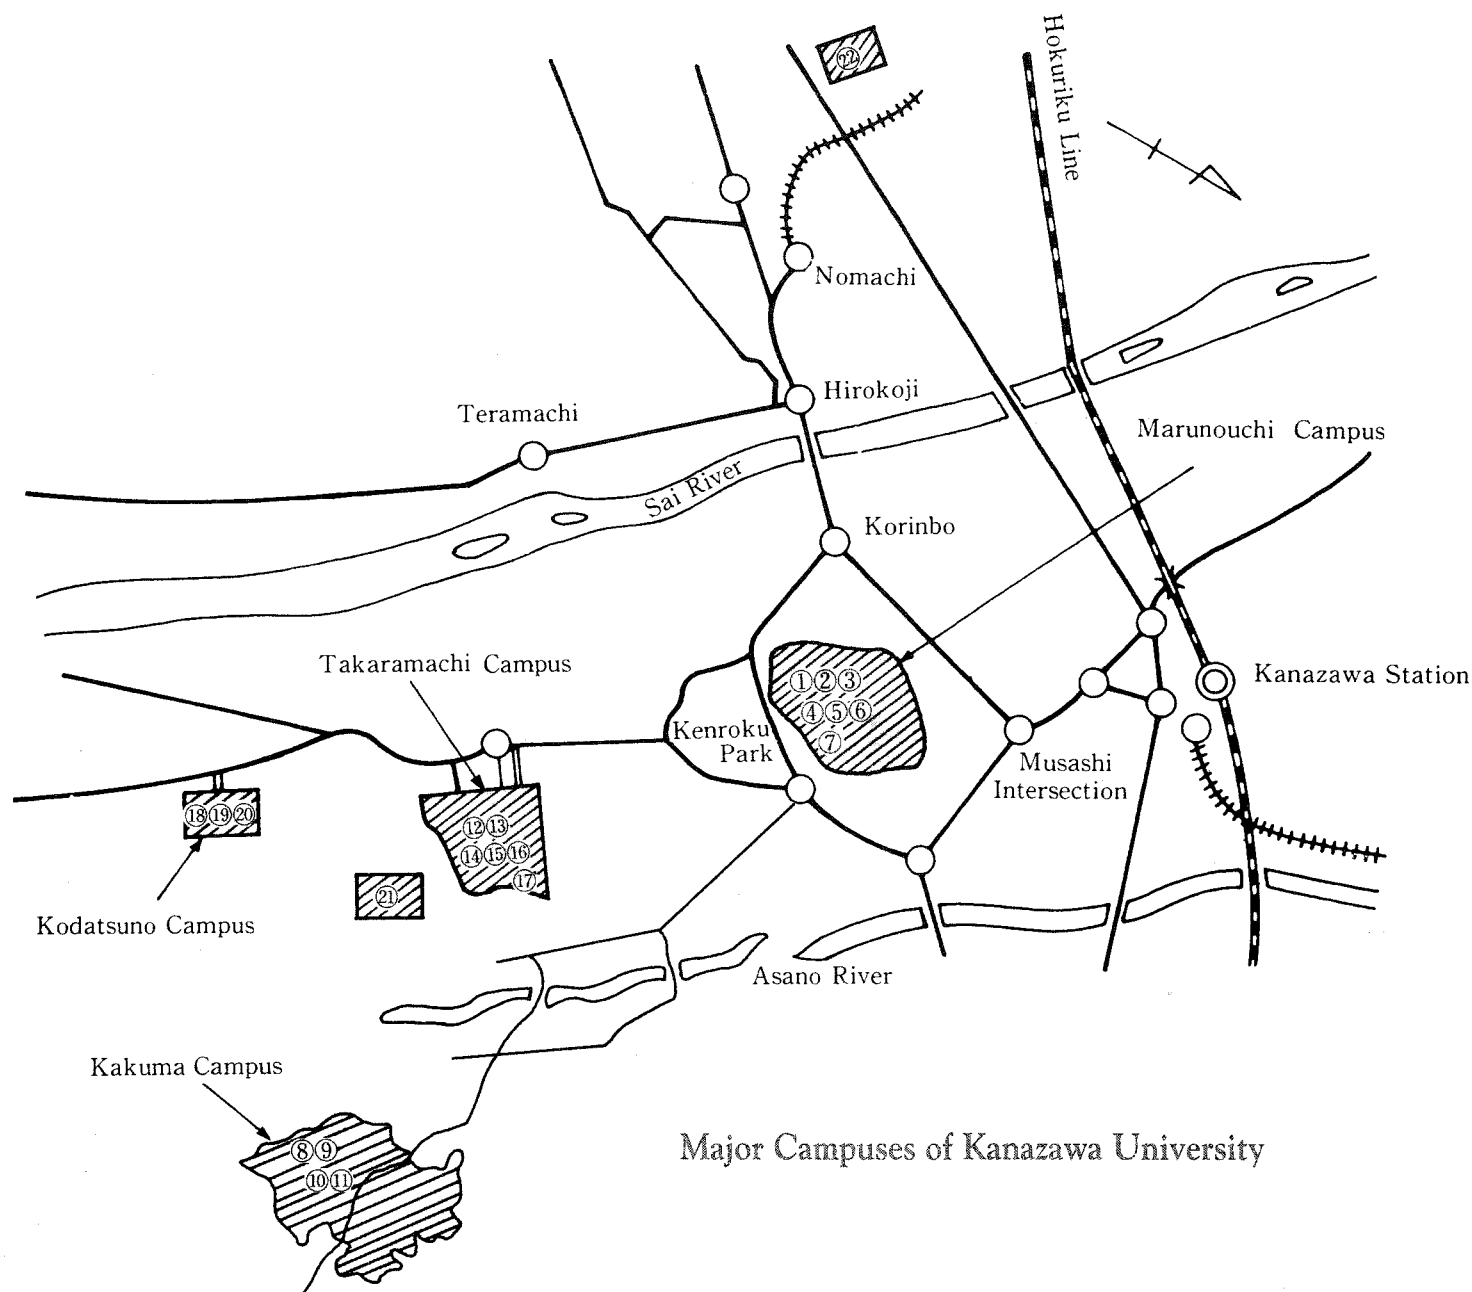 ㉒
Hokuriku Line
Nomachi
Hirokoji
Teramachi
Marunouchi Campus
Sai River
Korinbo
Takaramachi Campus
①②③
④⑤⑥
⑦
Kenroku
Park
Kanazawa Station
Musashi
Intersection
⑱⑲⑳
⑫⑬
⑭⑮⑯
⑰
㉑
Kodatsuno Campus
Asano River
Kakuma Campus
⑧⑨
⑩⑪
Major Campuses of Kanazawa University